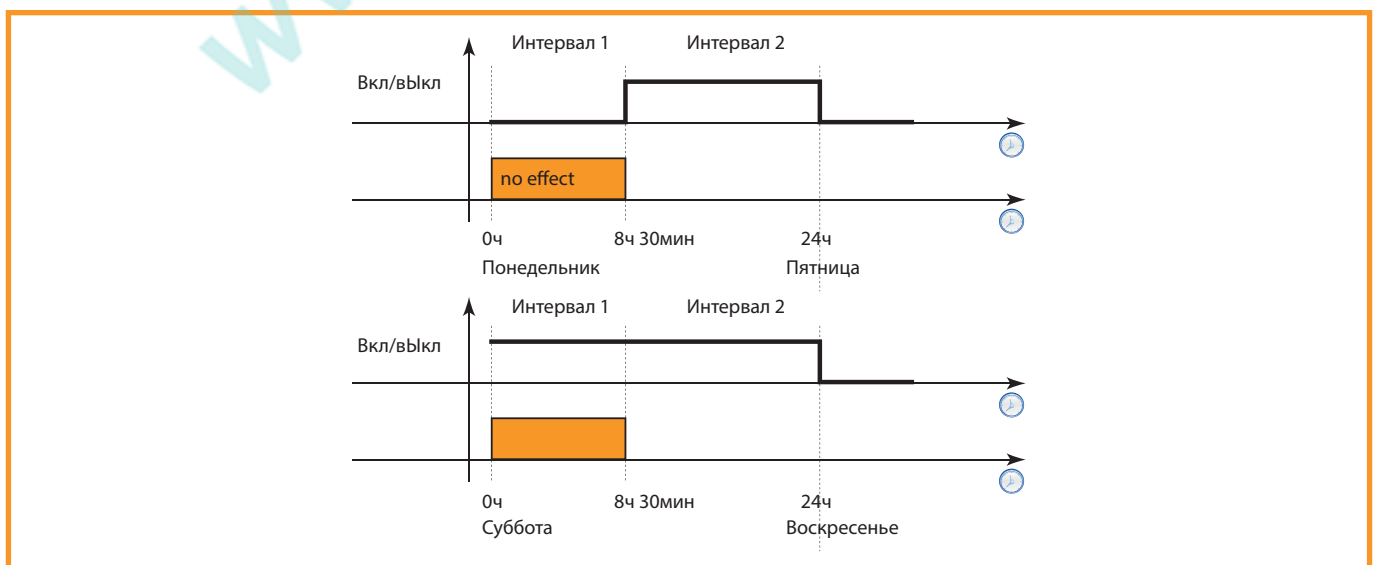 Интервал 1 Интервал 2
Вкл/вЫкл
no effect
0ч 8ч 30мин 24ч
Понедельник Пятница
Интервал 1 Интервал 2
Вкл/вЫкл
0ч 8ч 30мин 24ч
Суббота Воскресенье